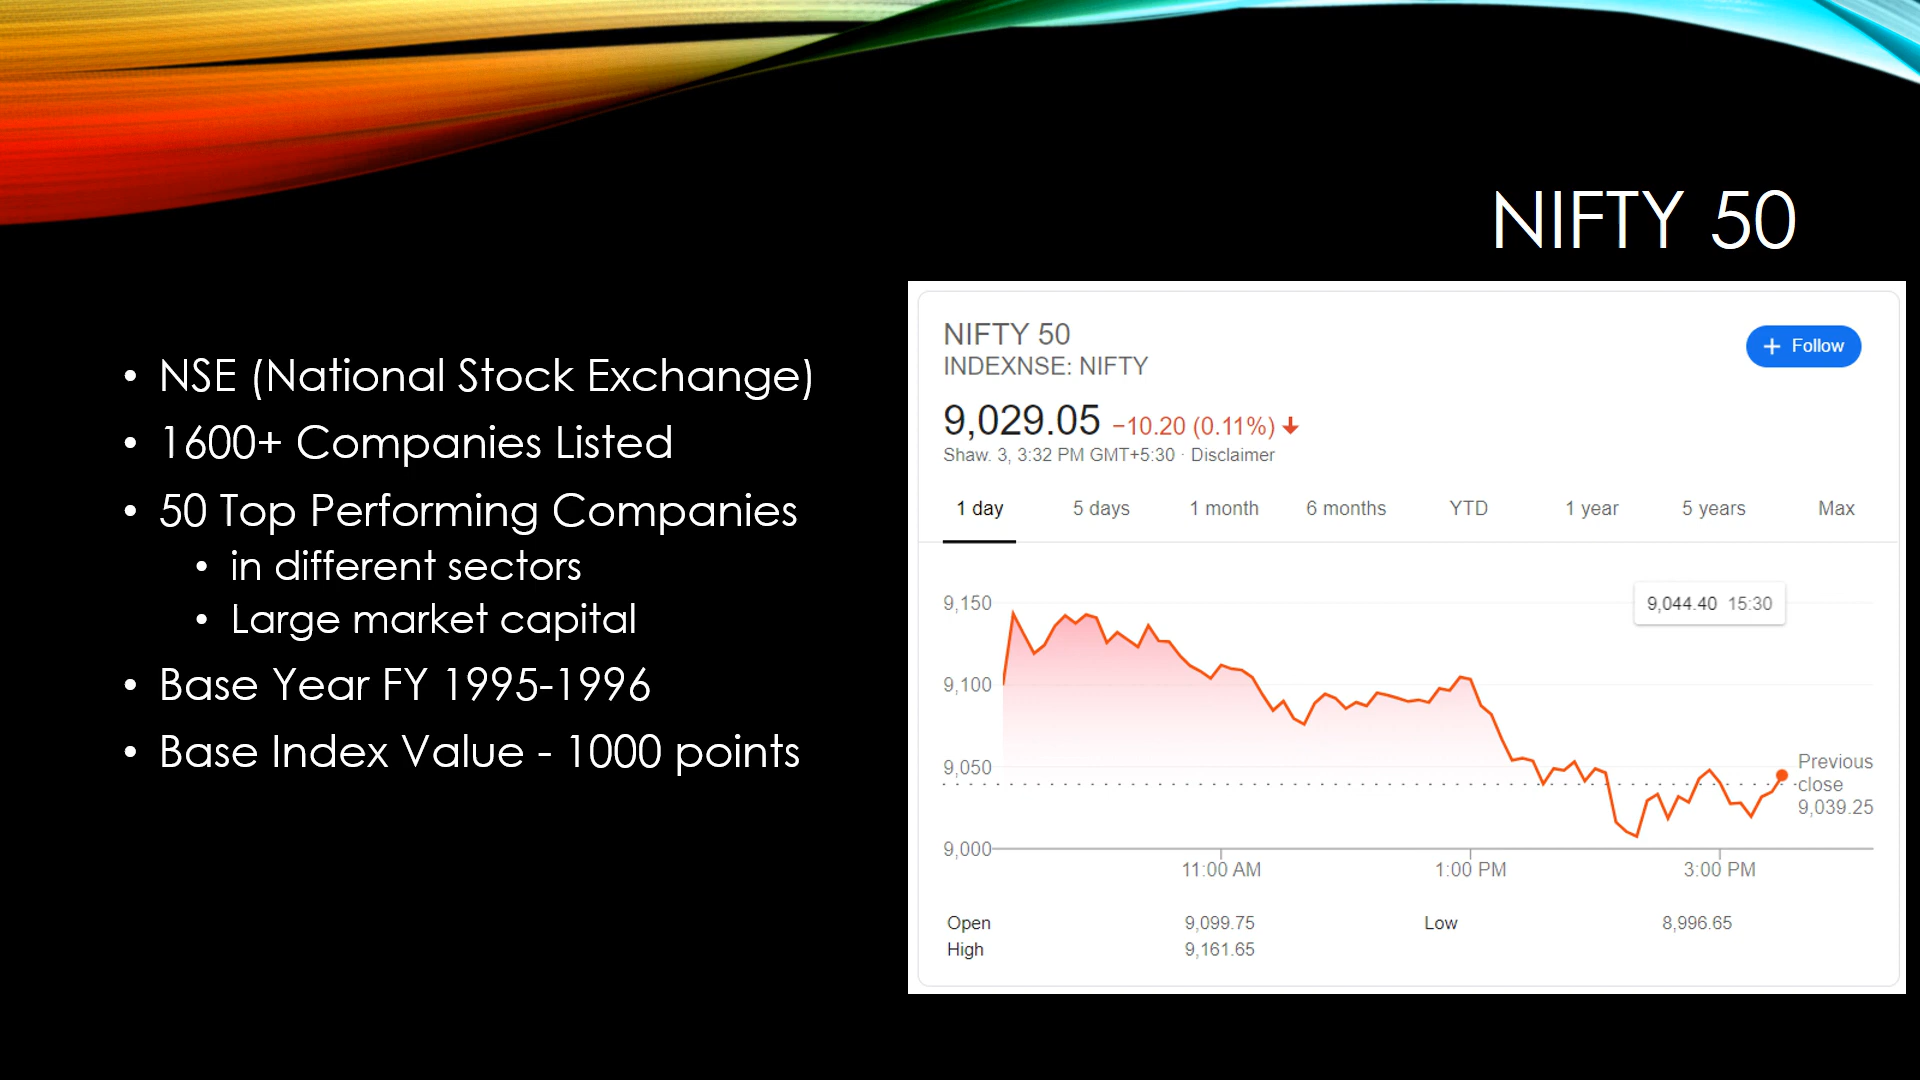 NIFTY 50
• NSE (National Stock Exchange)
• 1600+ Companies Listed
• 50 Top Performing Companies
• in different sectors
• Large market capital
• Base Year FY 1995-1996
• Base Index Value - 1000 points
NIFTY 50
INDEXNSE: NIFTY
+ Follow
9,029.05 −10.20 (0.11%) ↓
Shaw. 3, 3:32 PM GMT+5:30 · Disclaimer
1 day 5 days 1 month 6 months YTD 1 year 5 years Max
9,044.40 15:30
9,150
9,100
9,050
9,000
Previous
close
9,039.25
11:00 AM 1:00 PM 3:00 PM
Open 9,099.75 Low 8,996.65
High 9,161.65